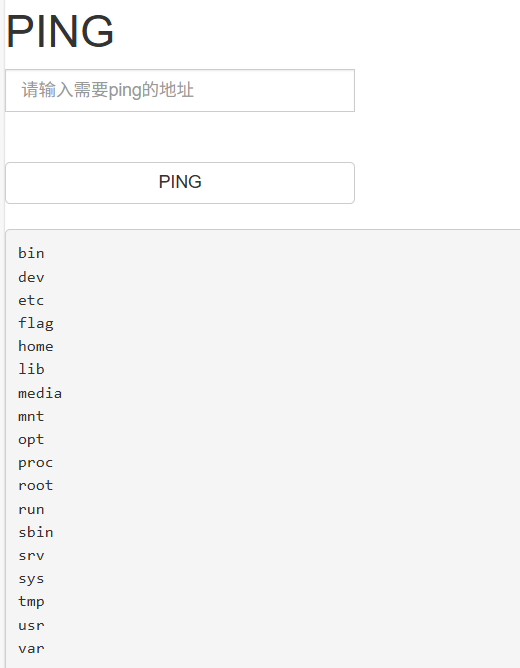 PING
请输入需要ping的地址
PING
bin
dev
etc
flag
home
lib
media
mnt
opt
proc
root
run
sbin
srv
sys
tmp
usr
var